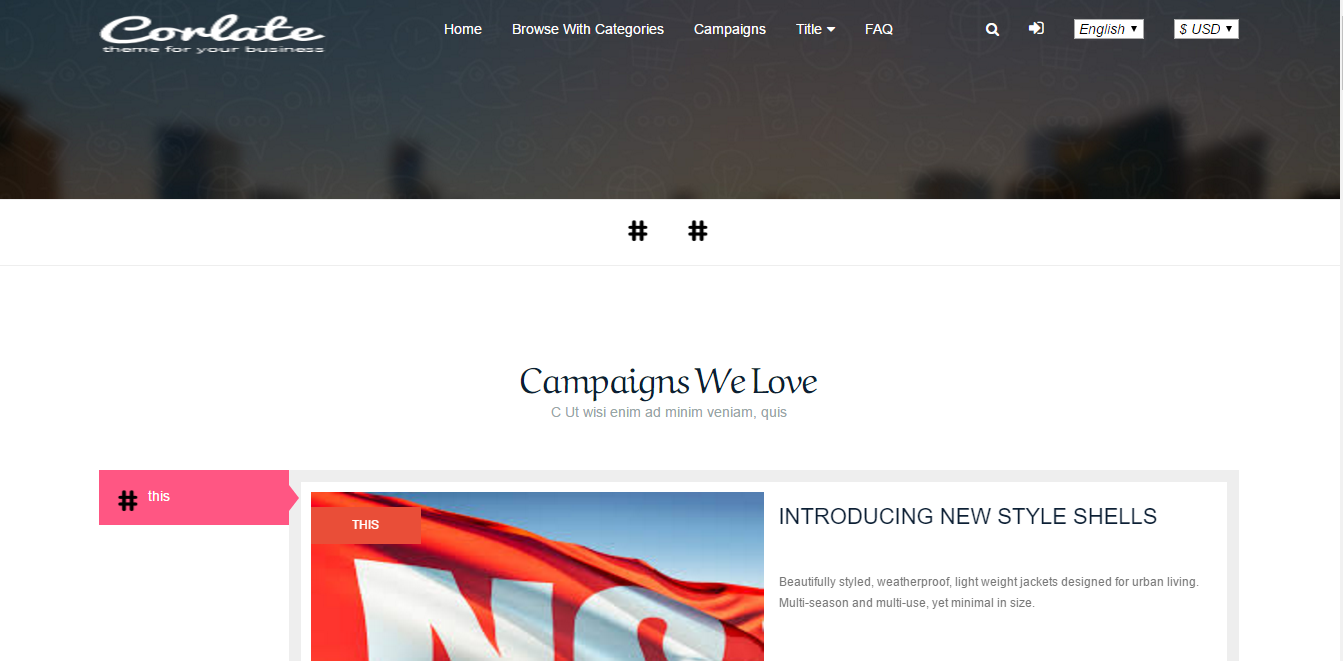 Corlate
theme for your business
Home Browse With Categories Campaigns Title FAQ English $ USD
# #
Campaigns We Love
C Ut wisi enim ad minim veniam, quis
# this
THIS
INTRODUCING NEW STYLE SHELLS
Beautifully styled, weatherproof, light weight jackets designed for urban living.
Multi-season and multi-use, yet minimal in size.